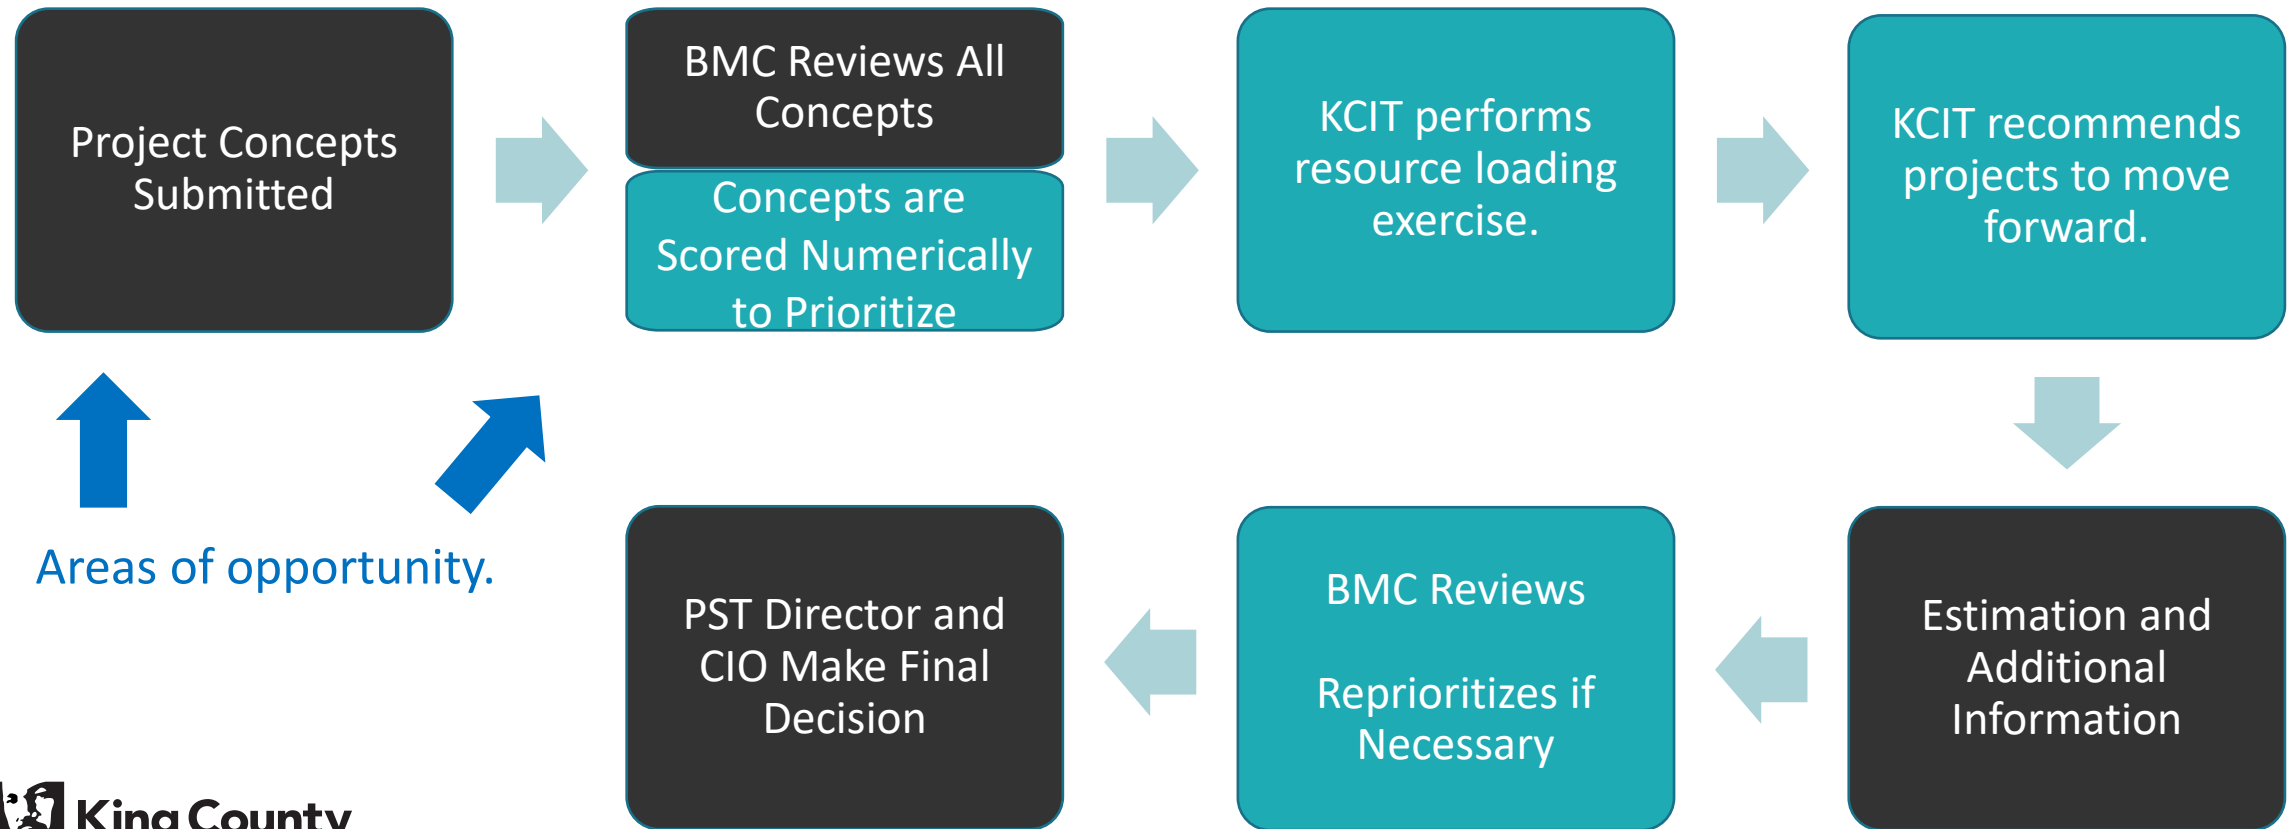 Project Concepts
Submitted
BMC Reviews All
Concepts
Concepts are
Scored Numerically
to Prioritize
KCIT performs
resource loading
exercise.
KCIT recommends
projects to move
forward.
Areas of opportunity.
PST Director and
CIO Make Final
Decision
BMC Reviews
Reprioritizes if
Necessary
Estimation and
Additional
Information
King County